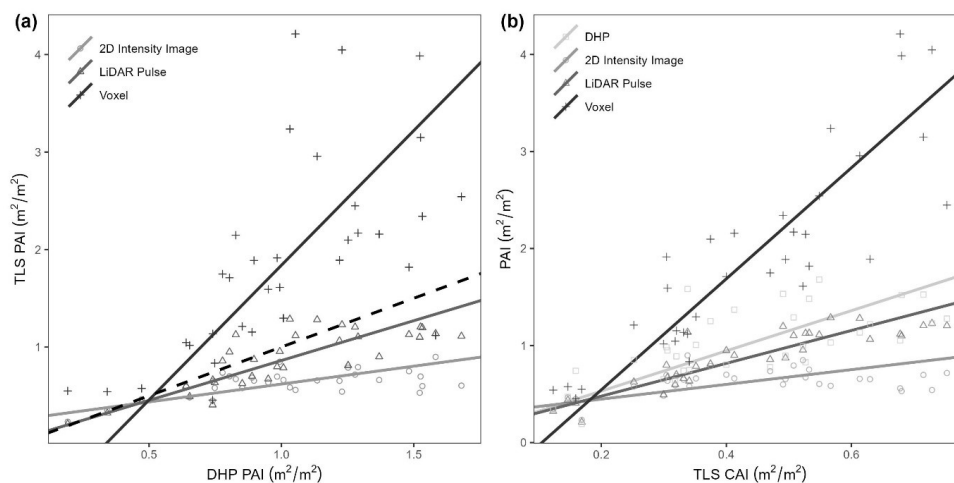 (a)
2D Intensity Image
LiDAR Pulse
Voxel
4
3
2
1
0.5
1.0
1.5
TLS PAI (m²/m²)
DHP PAI (m²/m²)
(b)
DHP
2D Intensity Image
LiDAR Pulse
Voxel
4
3
2
1
0
0.2
0.4
0.6
PAI (m²/m²)
TLS CAI (m²/m²)